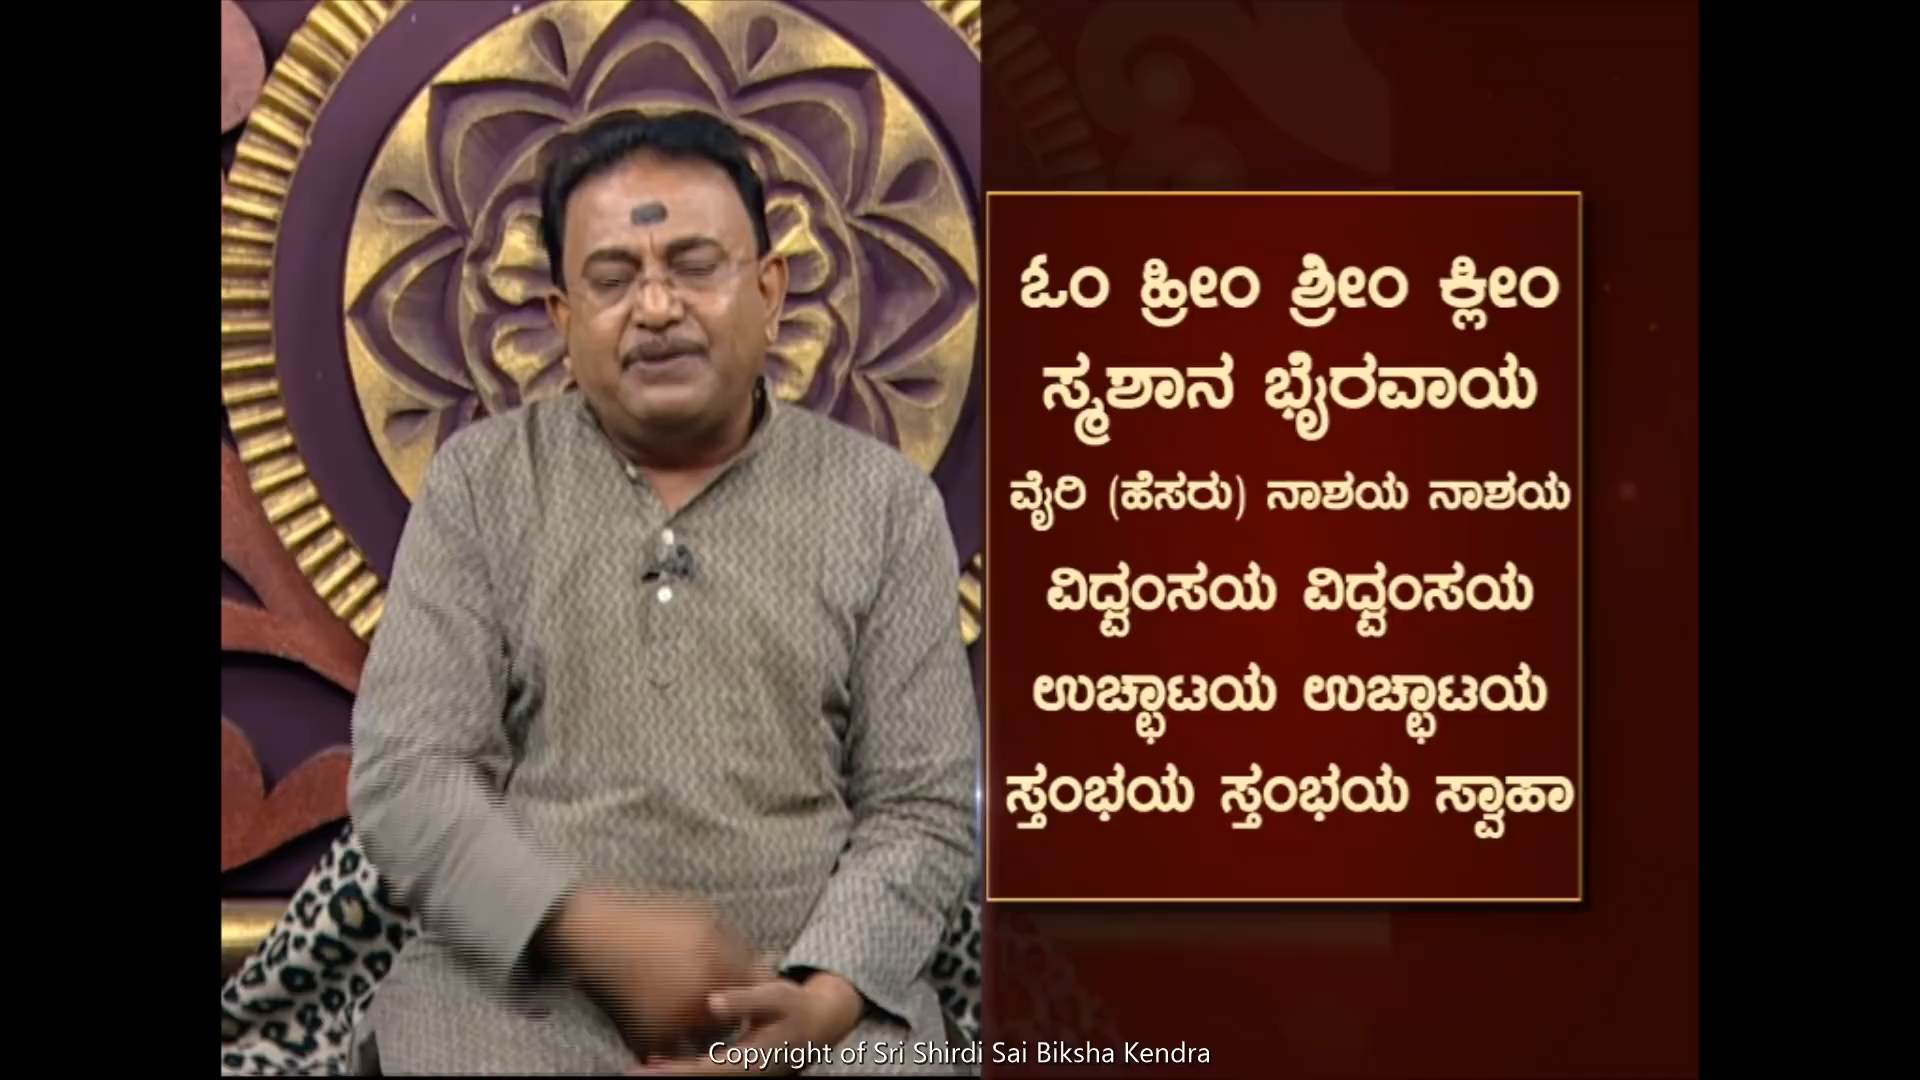 ಓಂ ಹ್ರೀಂ ಶ್ರೀಂ ಕ್ಲೀಂ
ಸ್ಮಶಾನ ಭೈರವಾಯ
ವೈರಿ (ಹೆಸರು) ನಾಶಯ ನಾಶಯ
ವಿಧ್ವಂಸಯ ವಿಧ್ವಂಸಯ
ಉಚ್ಛಾಟಯ ಉಚ್ಛಾಟಯ
ಸ್ತಂಭಯ ಸ್ತಂಭಯ ಸ್ವಾಹಾ
Copyright of Sri Shirdi Sai Biksha Kendra